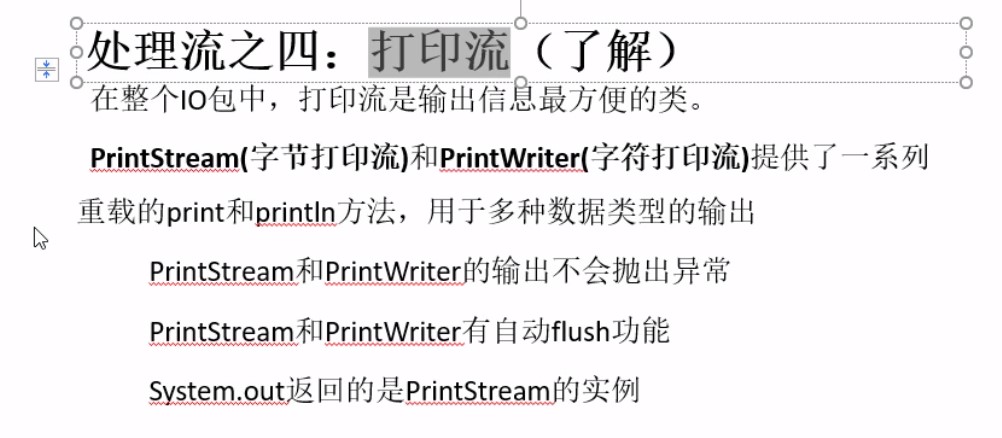 处理流之四：打印流（了解）
在整个IO包中，打印流是输出信息最方便的类。
PrintStream(字节打印流)和PrintWriter(字符打印流)提供了一系列
重载的print和println方法，用于多种数据类型的输出
PrintStream和PrintWriter的输出不会抛出异常
PrintStream和PrintWriter有自动flush功能
System.out返回的是PrintStream的实例